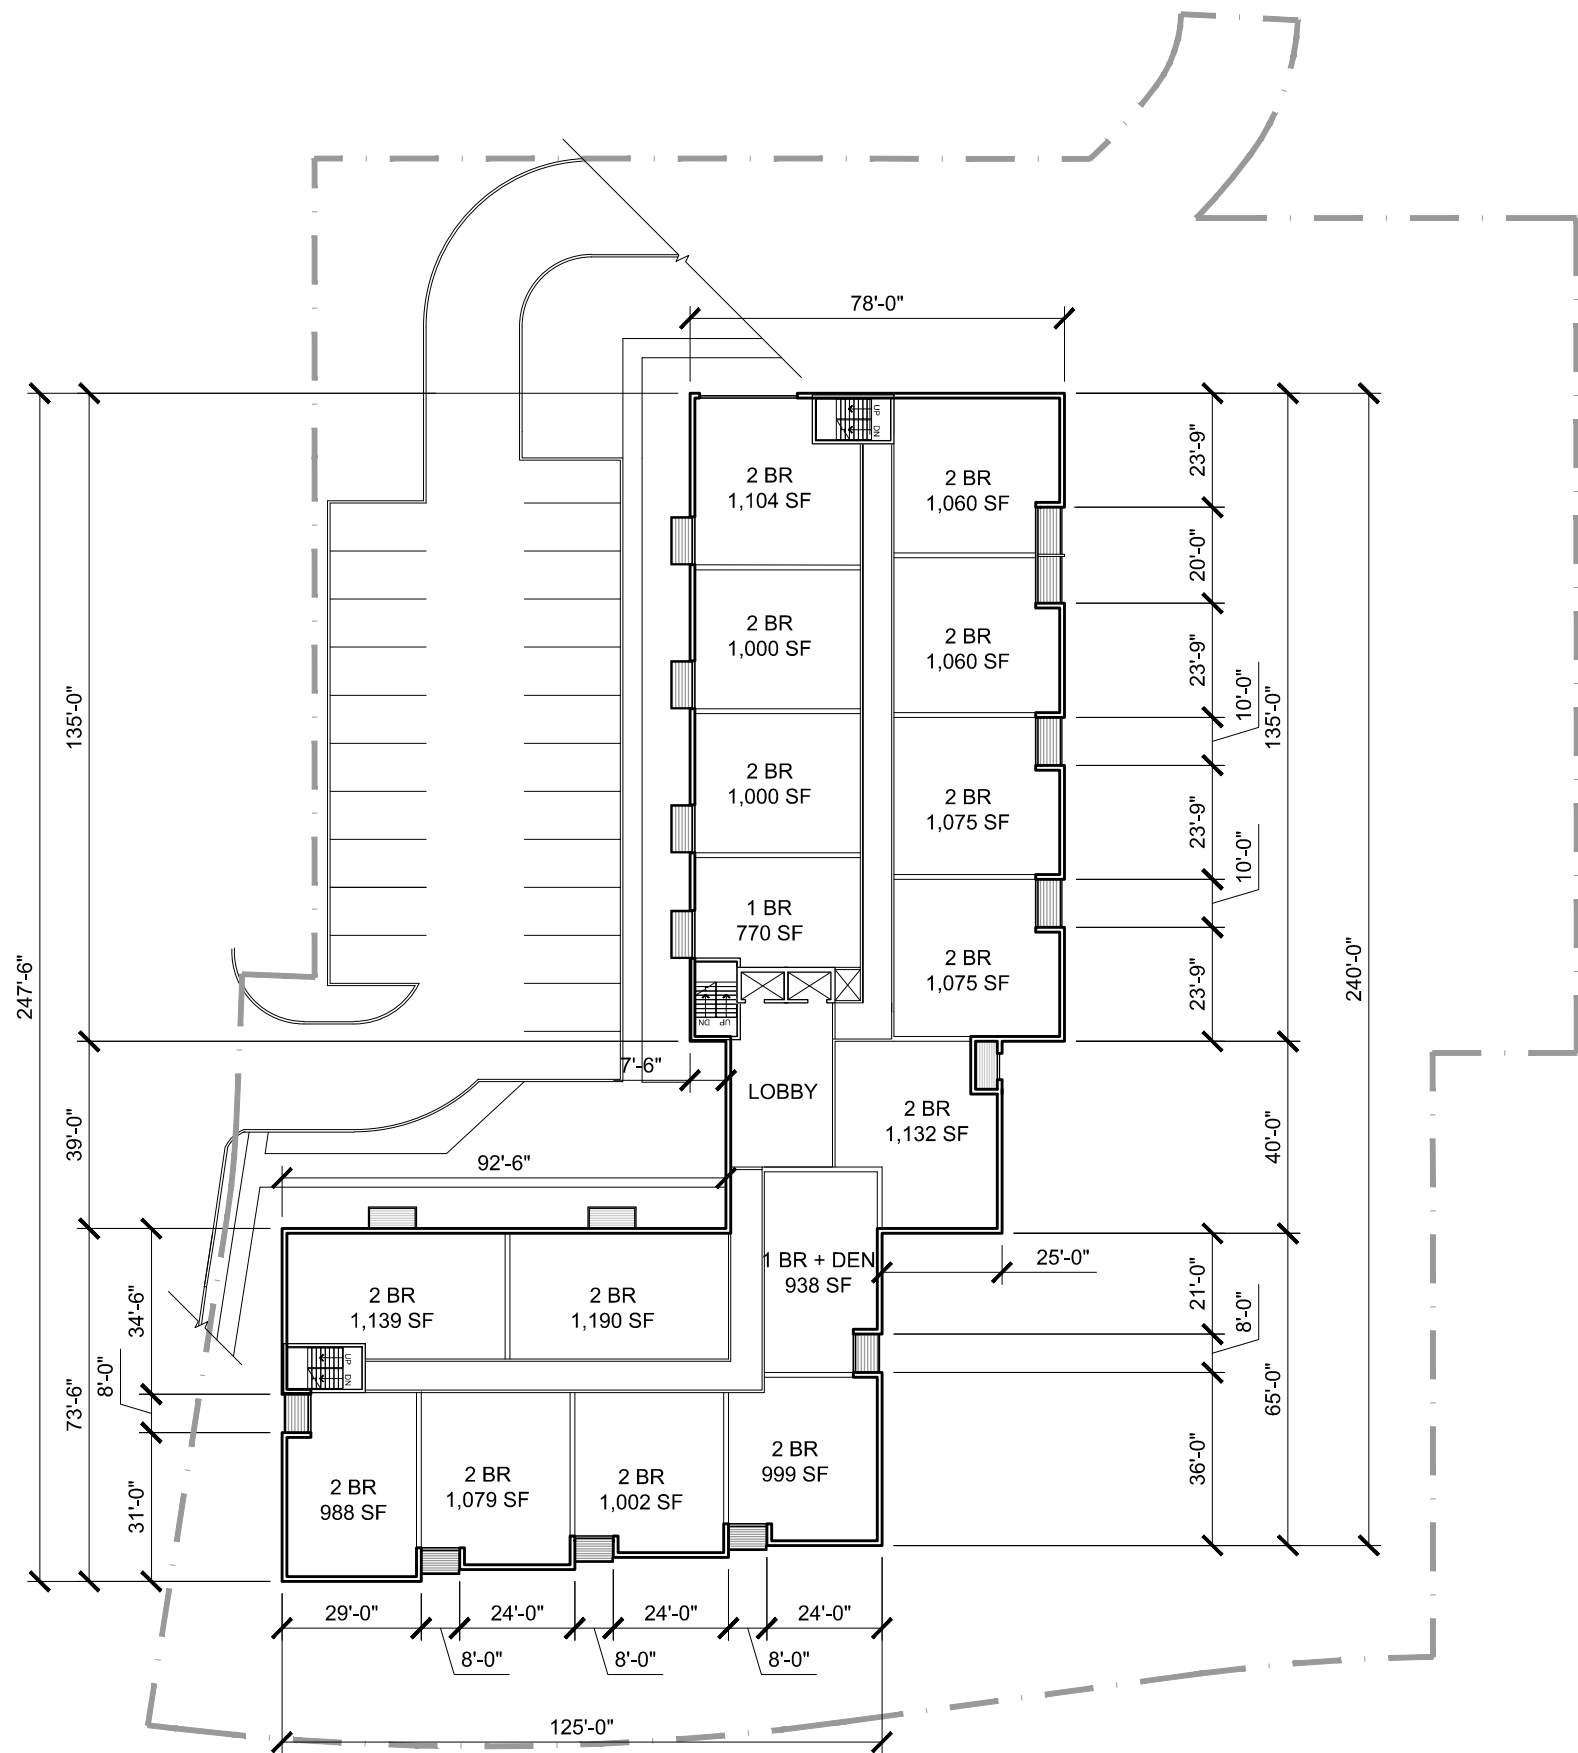 78'-0"
UP
DN
2 BR
1,104 SF
2 BR
1,060 SF
2 BR
1,000 SF
2 BR
1,060 SF
2 BR
1,000 SF
2 BR
1,075 SF
1 BR
770 SF
2 BR
1,075 SF
DN
UP
LOBBY
2 BR
1,132 SF
1 BR + DEN
938 SF
2 BR
1,139 SF
2 BR
1,190 SF
UP
DN
2 BR
988 SF
2 BR
1,079 SF
2 BR
1,002 SF
2 BR
999 SF
247'-6"
135'-0"
39'-0"
73'-6"
34'-6"
8'-0"
31'-0"
7'-6"
92'-6"
25'-0"
23'-9"
20'-0"
23'-9"
10'-0"
23'-9"
10'-0"
23'-9"
135'-0"
240'-0"
40'-0"
21'-0"
8'-0"
65'-0"
36'-0"
29'-0"
24'-0"
24'-0"
24'-0"
8'-0"
8'-0"
8'-0"
125'-0"